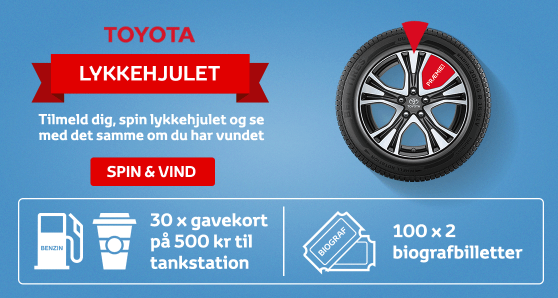 TOYOTA
LYKKEHJULET
Tilmeld dig, spin lykkehjulet og se
med det samme om du har vundet
SPIN & VIND
PRÆMIE!
TOYOTA
BENZIN
30 x gavekort
på 500 kr til
tankstation
BIOGRAF
100 x 2
biografbilletter